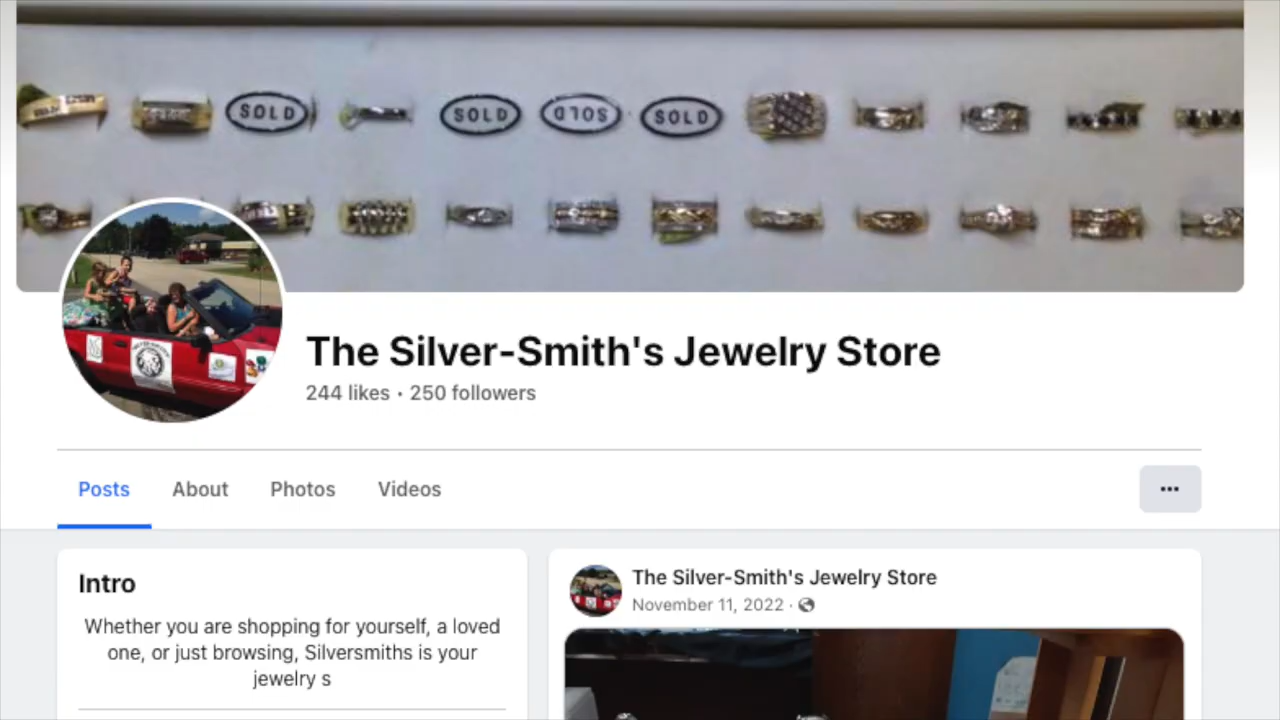 SOLD SOLD SOLD SOLD
The Silver-Smith's Jewelry Store
244 likes · 250 followers
Posts About Photos Videos
Intro
Whether you are shopping for yourself, a loved
one, or just browsing, Silversmiths is your
jewelry s
The Silver-Smith's Jewelry Store
November 11, 2022 ·